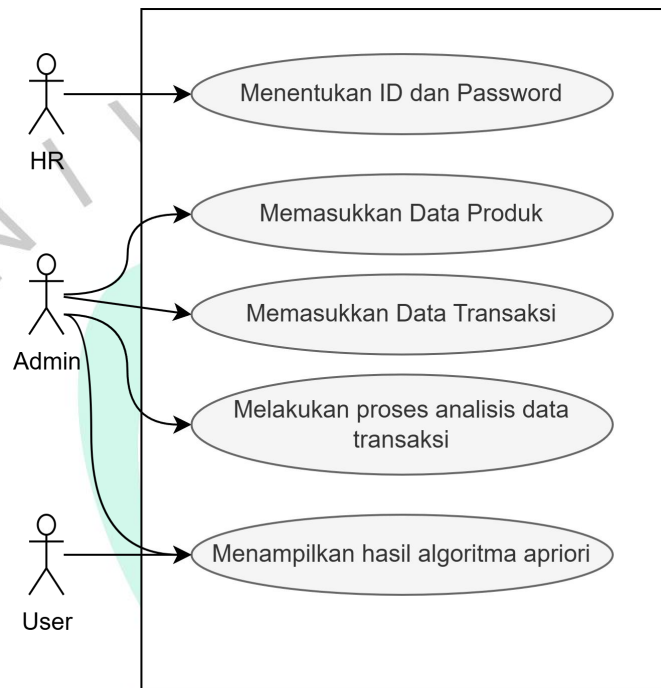 Menentukan ID dan Password
HR
Memasukkan Data Produk
Admin
Memasukkan Data Transaksi
Melakukan proses analisis data
transaksi
User
Menampilkan hasil algoritma apriori